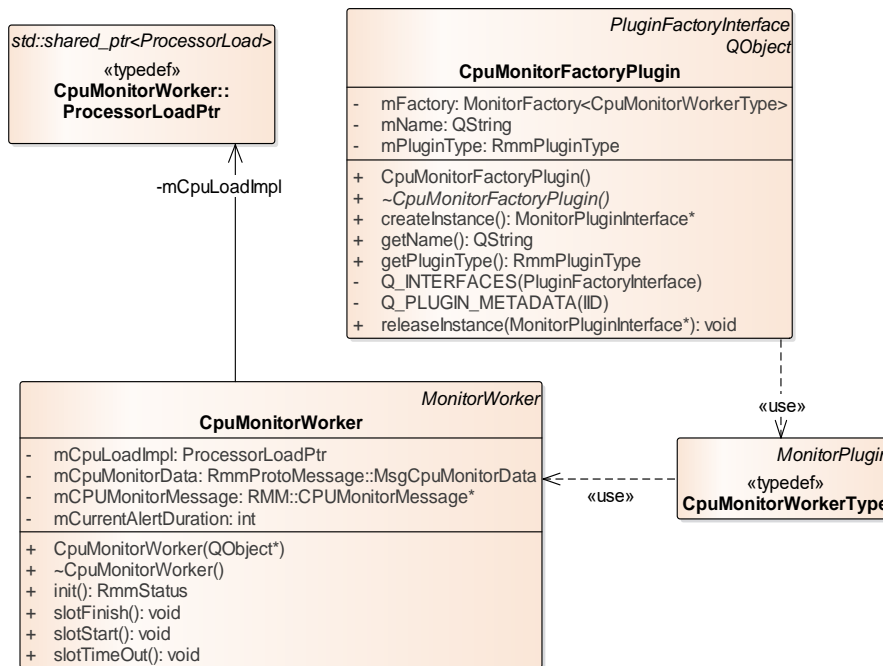 std::shared_ptr<ProcessorLoad>
«typedef»
CpuMonitorWorker::
ProcessorLoadPtr
-mCpuLoadImpl
PluginFactoryInterface
QObject
CpuMonitorFactoryPlugin
- mFactory: MonitorFactory<CpuMonitorWorkerType>
- mName: QString
- mPluginType: RmmPluginType
+ CpuMonitorFactoryPlugin()
+ ~CpuMonitorFactoryPlugin()
+ createInstance(): MonitorPluginInterface*
+ getName(): QString
+ getPluginType(): RmmPluginType
- Q_INTERFACES(PluginFactoryInterface)
- Q_PLUGIN_METADATA(IID)
+ releaseInstance(MonitorPluginInterface*): void
«use»
MonitorPlugin
«typedef»
CpuMonitorWorkerType
«use»
MonitorWorker
CpuMonitorWorker
- mCpuLoadImpl: ProcessorLoadPtr
- mCpuMonitorData: RmmProtoMessage::MsgCpuMonitorData
- mCPUMonitorMessage: RMM::CPUMonitorMessage*
- mCurrentAlertDuration: int
+ CpuMonitorWorker(QObject*)
+ ~CpuMonitorWorker()
+ init(): RmmStatus
+ slotFinish(): void
+ slotStart(): void
+ slotTimeOut(): void